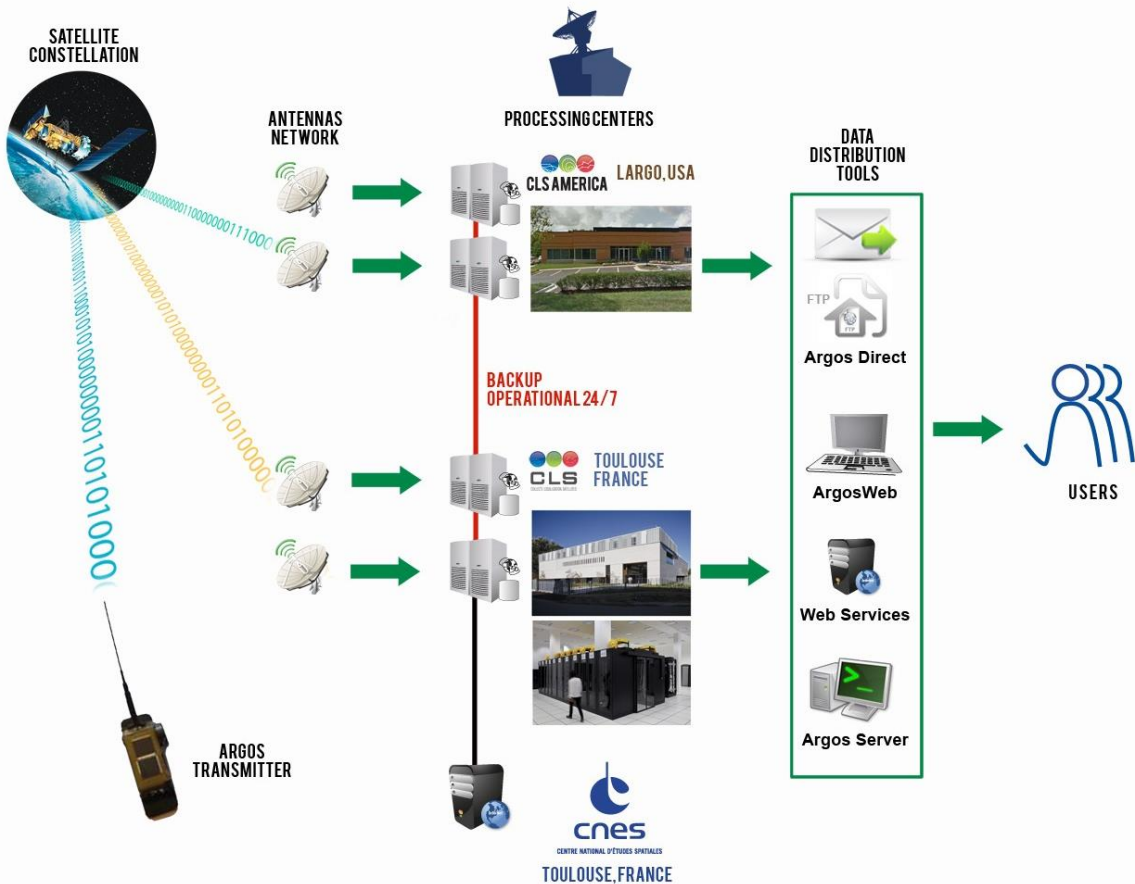 SATELLITE
CONSTELLATION
ANTENNAS
NETWORK
PROCESSING CENTERS
DATA
DISTRIBUTION
TOOLS
CLS AMERICA
LARGO, USA
FTP
FTP
Argos Direct
BACKUP
OPERATIONAL 24/7
CLS
TOULOUSE
FRANCE
ArgosWeb
USERS
Web Services
Argos Server
ARGOS
TRANSMITTER
cnes
CENTRE NATIONAL D'ÉTUDES SPATIALES
TOULOUSE, FRANCE